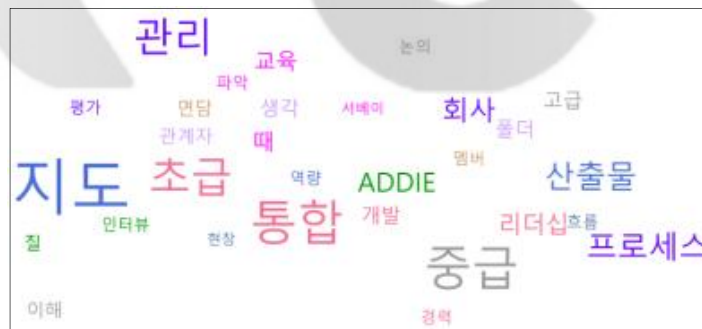 관리
교육
논의
파악
평가
면담
생각
서베이
회사
고급
폴더
관계자
때
멤버
지도
초급
역량
ADDIE
산출물
인터뷰
통합
개발
리더십
흐름
질
현장
중급
프로세스
이해
경력